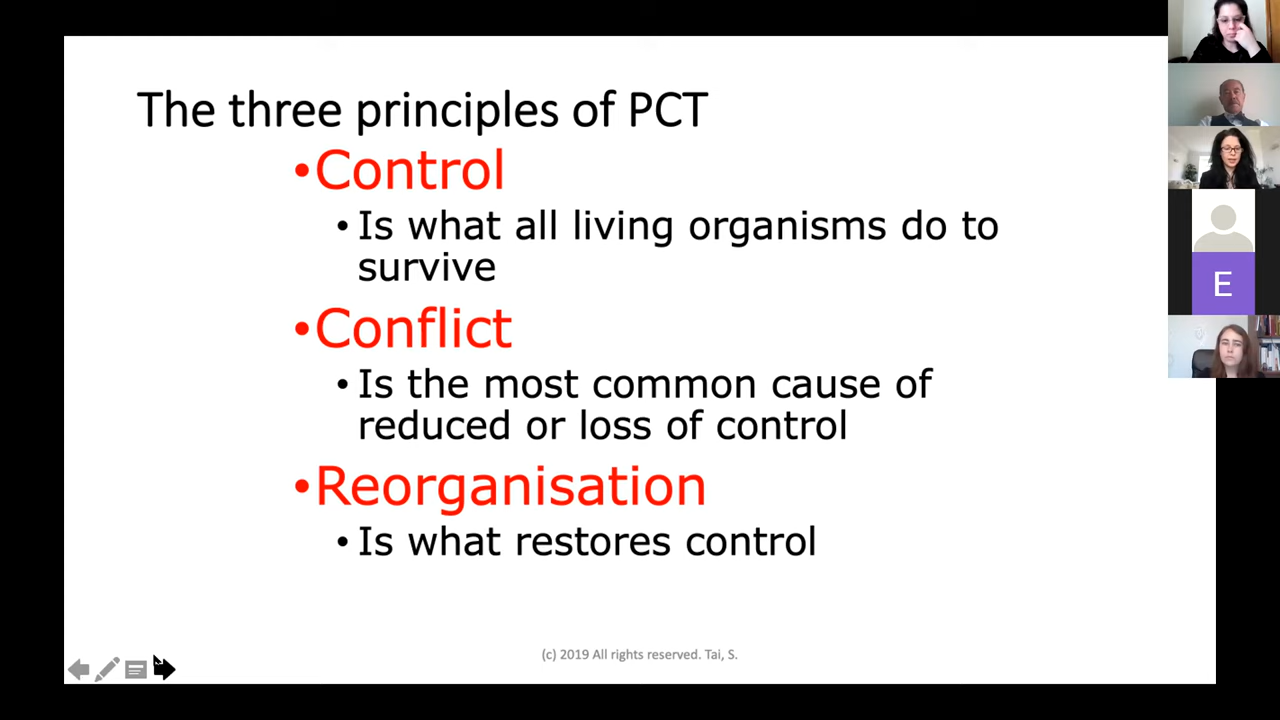 The three principles of PCT
•Control
•Is what all living organisms do to
survive
•Conflict
•Is the most common cause of
reduced or loss of control
•Reorganisation
•Is what restores control
(c) 2019 All rights reserved. Tai, S.
E